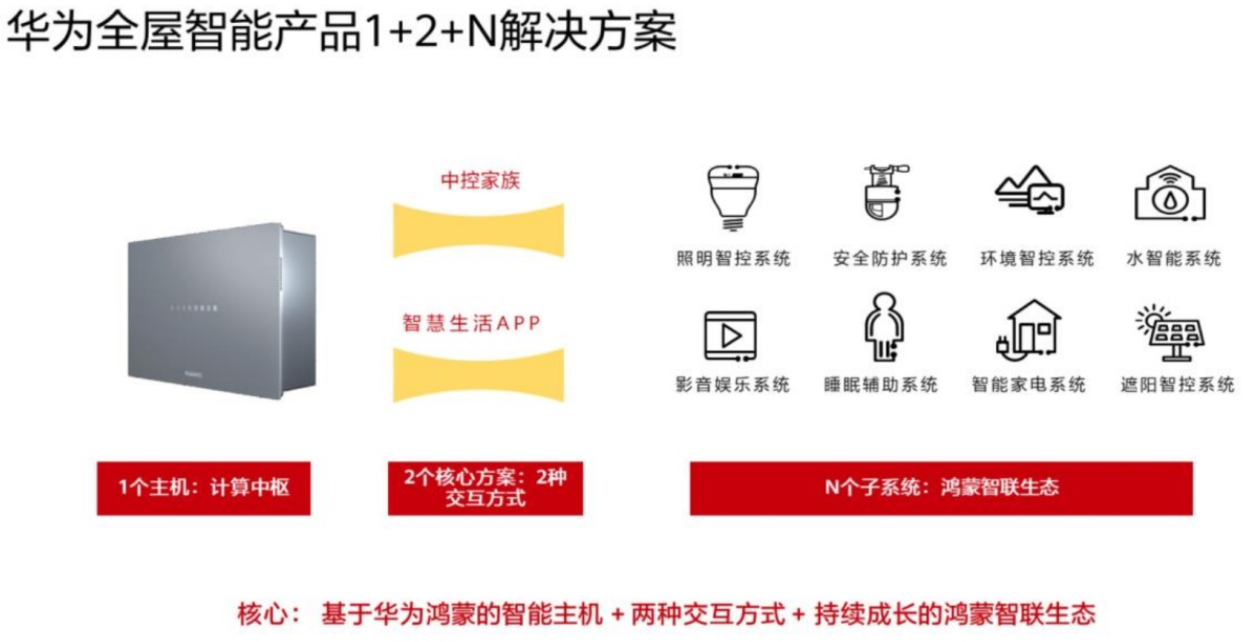 华为全屋智能产品1+2+N解决方案
中控家族
智慧生活APP
照明智控系统
安全防护系统
环境智控系统
水智能系统
影音娱乐系统
睡眠辅助系统
智能家电系统
遮阳智控系统
1个主机：计算中枢
2个核心方案：2种
交互方式
N个子系统：鸿蒙智联生态
核心： 基于华为鸿蒙的智能主机 + 两种交互方式 + 持续成长的鸿蒙智联生态